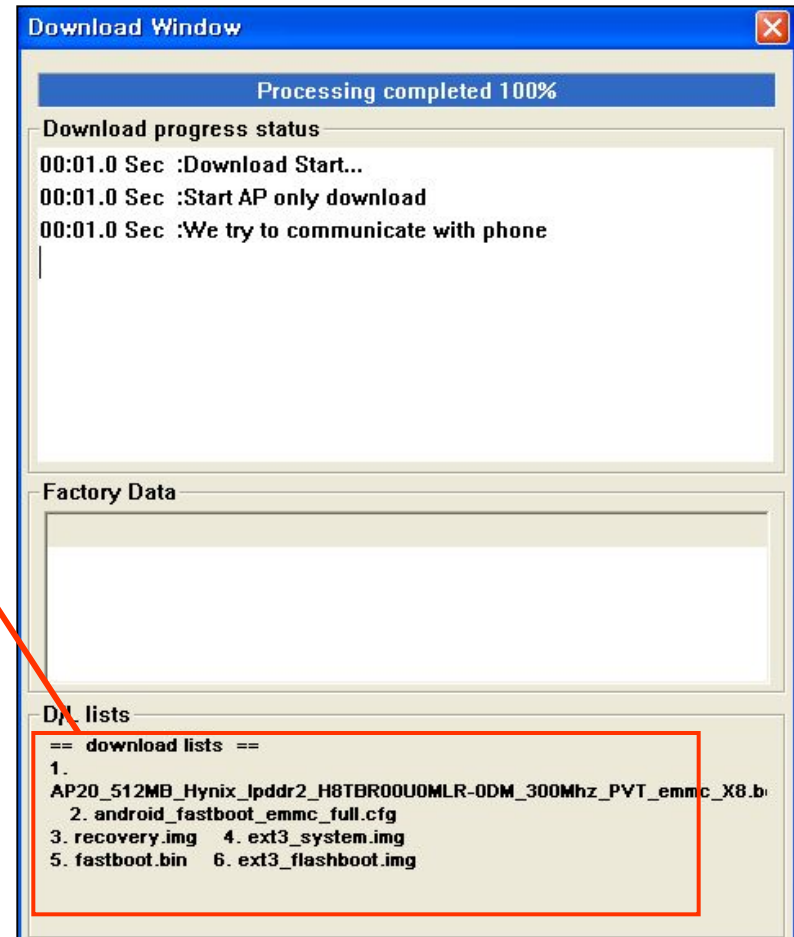 Download Window
Processing completed 100%
Download progress status
00:01.0 Sec :Download Start...
00:01.0 Sec :Start AP only download
00:01.0 Sec :We try to communicate with phone
Factory Data
D/L lists
== download lists ==
1.
AP20_512MB_Hynix_lpddr2_H8TBR00U0MLR-0DM_300Mhz_PVT_emmc_X8.b
2. android_fastboot_emmc_full.cfg
3. recovery.img 4. ext3_system.img
5. fastboot.bin 6. ext3_flashboot.img